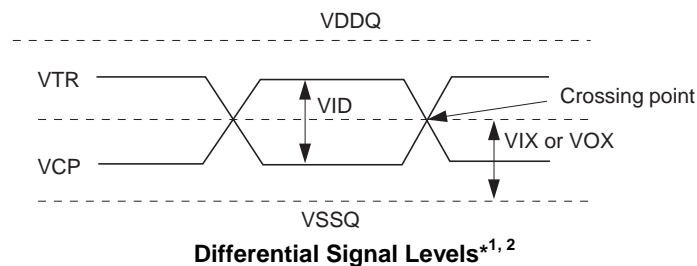 VDDQ
VTR
VID
Crossing point
VIX or VOX
VCP
VSSQ
Differential Signal Levels*1, 2